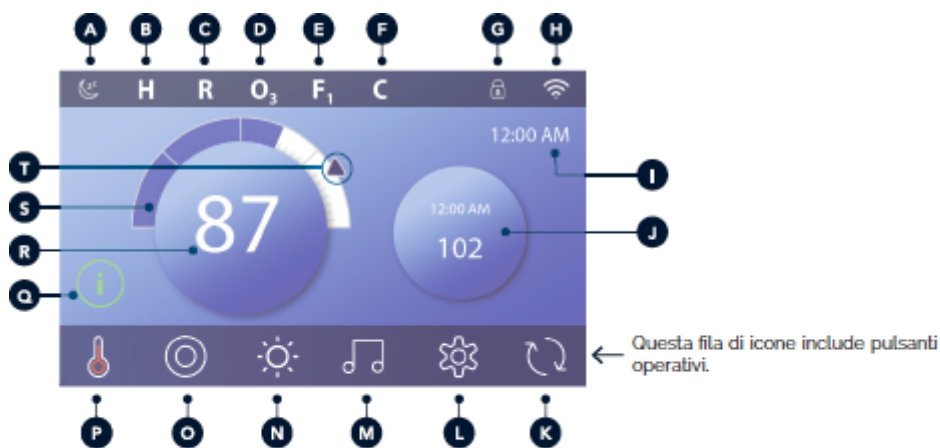 A B C D E F G H
H R O₃ F₁ C
12:00 AM
T
I
S
87
12:00 AM
J
102
R
i
Q
Questa fila di icone include pulsanti
operativi.
P O N M L K